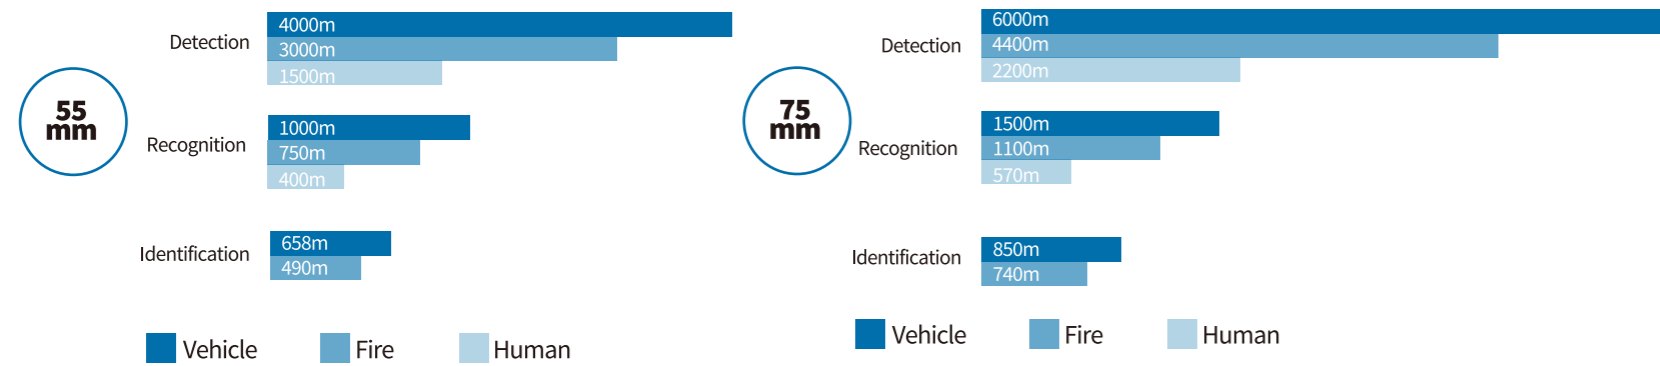 55
mm
Detection
4000m
3000m
1500m
Recognition
1000m
750m
400m
Identification
658m
490m
Vehicle
Fire
Human
75
mm
Detection
6000m
4400m
2200m
Recognition
1500m
1100m
570m
Identification
850m
740m
Vehicle
Fire
Human